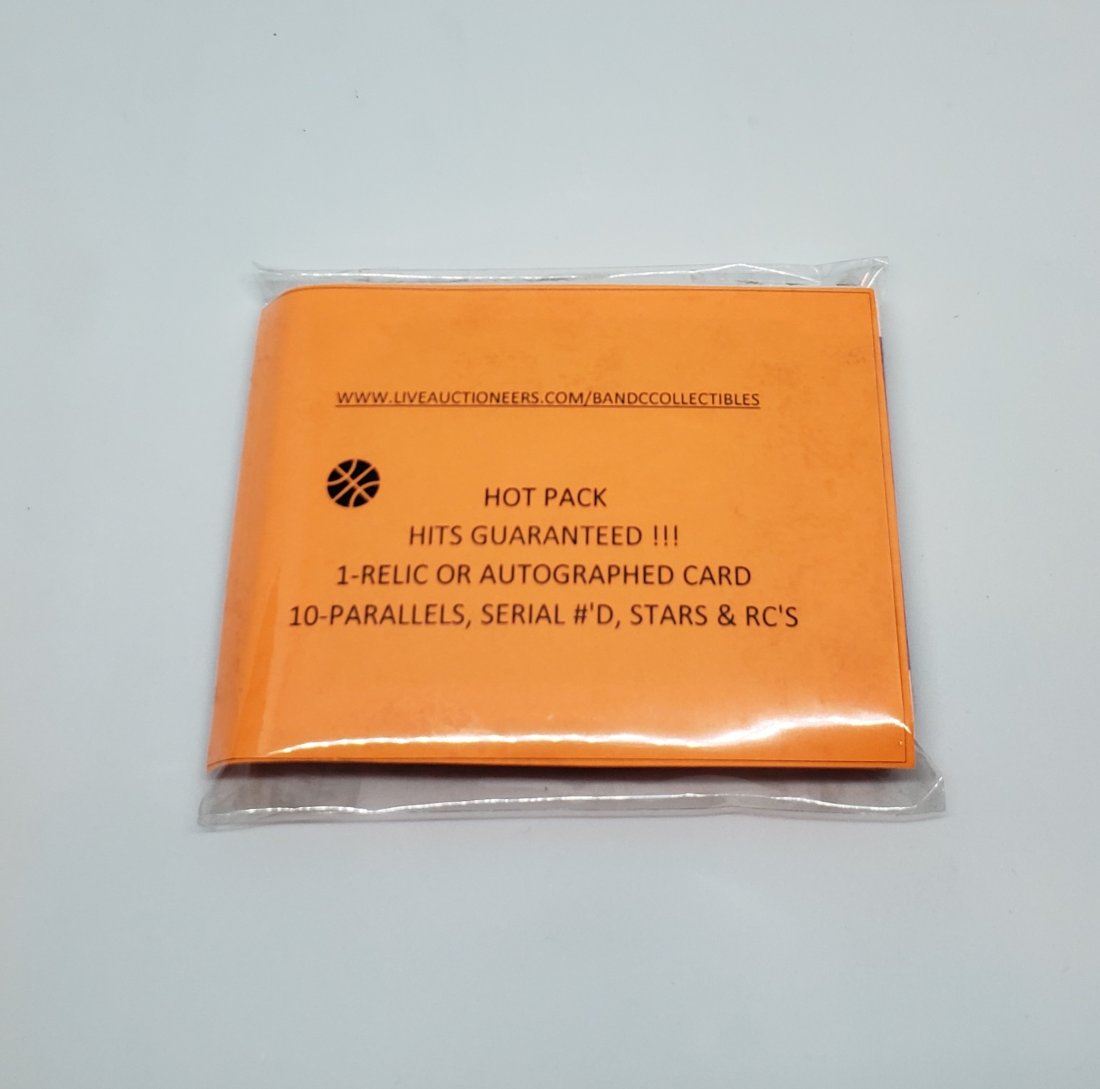 WWW.LIVEAUCTIONEERS.COM/BANDCCOLLECTIBLES
HOT PACK
HITS GUARANTEED !!!
1-RELIC OR AUTOGRAPHED CARD
10-PARALLELS, SERIAL #'D, STARS & RC'S